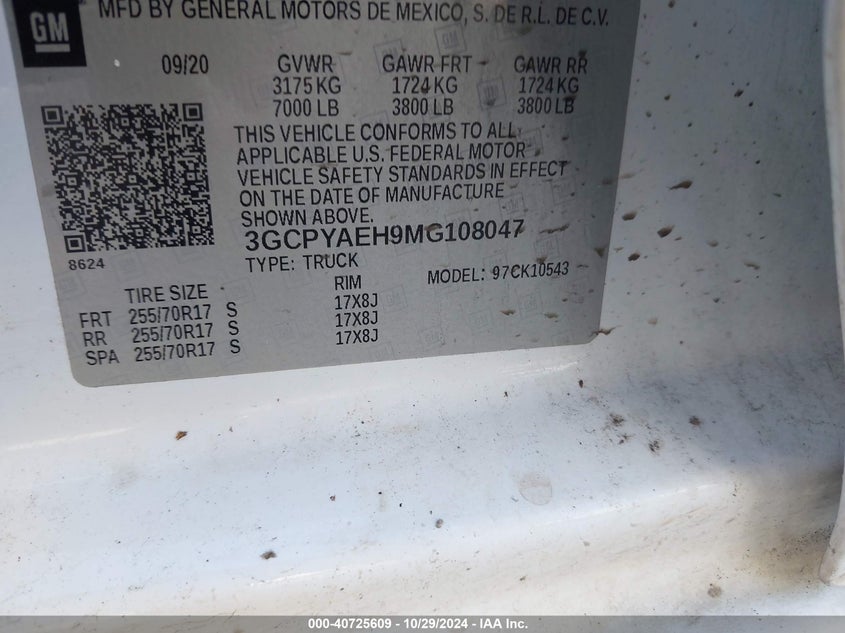 GM
MFD BY GENERAL MOTORS DE MEXICO, S. DE R.L. DE C.V.
09/20 GVWR GAWR FRT GAWR RR
3175 KG 1724 KG 1724 KG
7000 LB 3800 LB 3800 LB
THIS VEHICLE CONFORMS TO ALL
APPLICABLE U.S. FEDERAL MOTOR
VEHICLE SAFETY STANDARDS IN EFFECT
ON THE DATE OF MANUFACTURE
SHOWN ABOVE.
3GCPYAEH9MG108047
8624
TYPE: TRUCK MODEL: 97CK10543
TIRE SIZE RIM
FRT 255/70R17 S 17X8J
RR 255/70R17 S 17X8J
SPA 255/70R17 S 17X8J
000-40725609 - 10/29/2024 - IAA Inc.